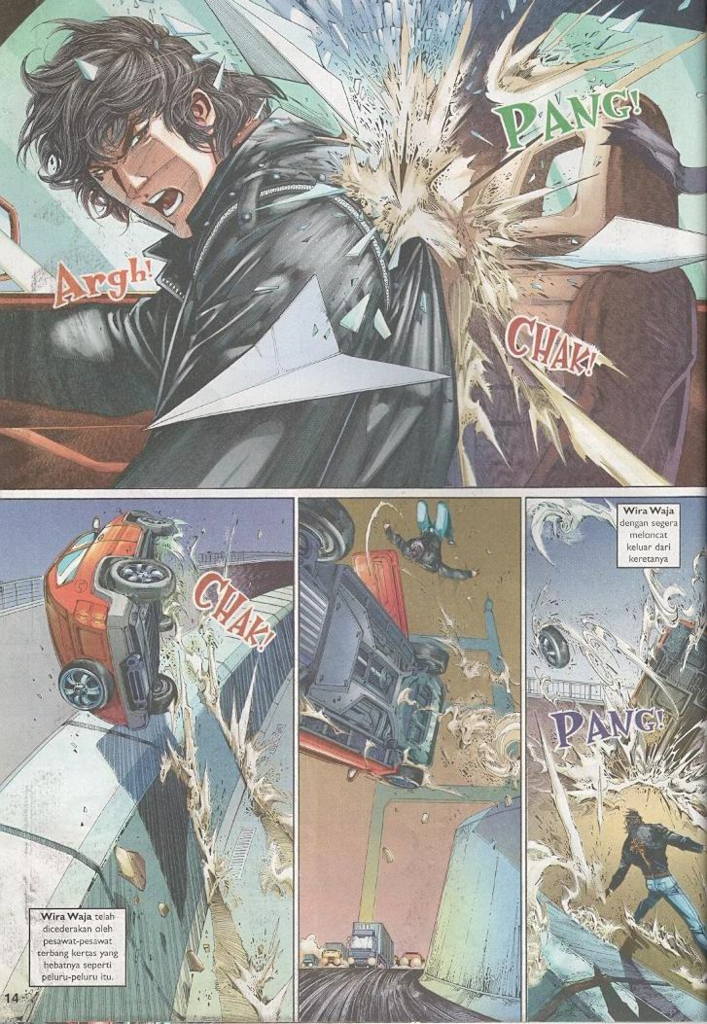 PANG!
Argh!
CHAK!
CHAK!
Wira Waja telah
dicederakan oleh
pesawat-pesawat
terbang kertas yang
hebatnya seperti
peluru-peluru itu.
Wira Waja
dengan segera
meloncat
keluar dari
keretanya
PANG!
14